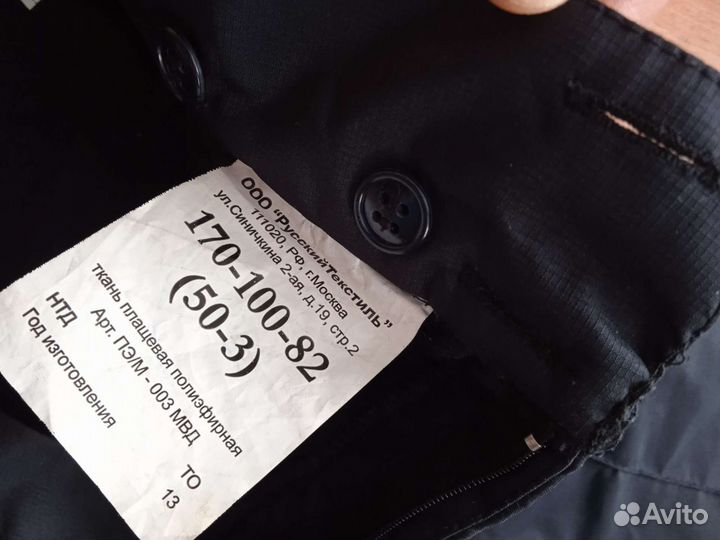 ООО "РусскийТекстиль"
111020, РФ, г.Москва
ул.Синичкина 2-ая, д.19, стр.2
170-100-82
(50-3)
ткань плащевая полиэфирная
Арт. ПЭ/М - 003 МВД
НТД ТО
Год изготовления 13
Avito